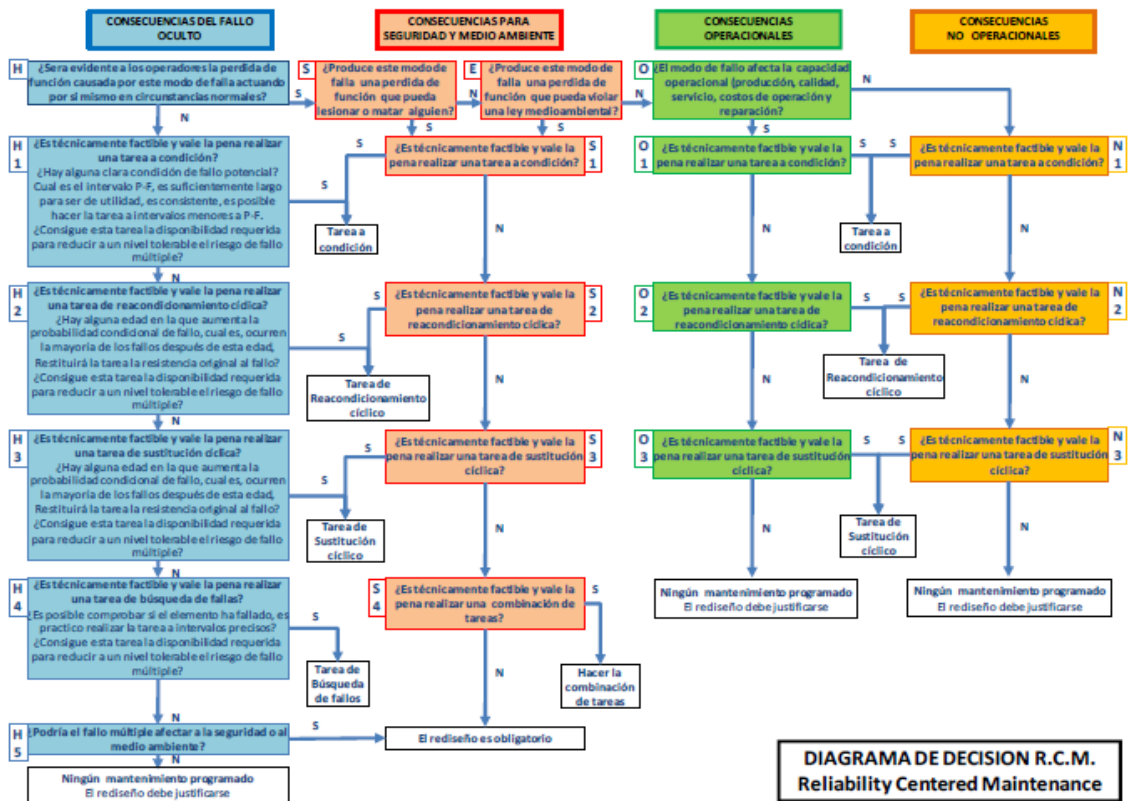 CONSECUENCIAS DEL FALLO
OCULTO
CONSECUENCIAS PARA
SEGURIDAD Y MEDIO AMBIENTE
CONSECUENCIAS
OPERACIONALES
CONSECUENCIAS
NO OPERACIONALES
H
¿Sera evidente a los operadores la perdida de
función causada por este modo de falla actuando
por si mismo en circunstancias normales?
S
S
¿Produce este modo de
falla una perdida de
función que pueda
lesionar o matar alguien?
N
E
¿Produce este modo de
falla una perdida de
función que pueda violar
una ley medioambiental?
N
O
¿El modo de fallo afecta la capacidad
operacional (producción, calidad,
servicio, costos de operación y
reparación?
N
N
S
S
S
H
1
¿Es técnicamente factible y vale la pena realizar
una tarea a condición?
¿Hay alguna clara condición de fallo potencial?
Cual es el intervalo P-F, es suficientemente largo
para ser de utilidad, es consistente, es posible
hacer la tarea a intervalos menores a P-F.
¿Consigue esta tarea la disponibilidad requerida
para reducir a un nivel tolerable el riesgo de fallo
múltiple?
S
S
Tarea a
condición
¿Es técnicamente factible y vale la
pena realizar una tarea a condición?
S
1
O
1
¿Es técnicamente factible y vale la
pena realizar una tarea a condición?
S
S
Tarea a
condición
¿Es técnicamente factible y vale la
pena realizar una tarea a condición?
N
1
N
N
N
N
H
2
¿Es técnicamente factible y vale la pena realizar
una tarea de reacondicionamiento cíclica?
¿Hay alguna edad en la que aumenta la
probabilidad condicional de fallo, cual es, ocurren
la mayoría de los fallos después de esta edad,
Restituirá la tarea la resistencia original al fallo?
¿Consigue esta tarea la disponibilidad requerida
para reducir a un nivel tolerable el riesgo de fallo
múltiple?
S
S
Tarea de
Reacondicionamiento
cíclico
¿Es técnicamente factible y vale la
pena realizar una tarea de
reacondicionamiento cíclica?
S
2
O
2
¿Es técnicamente factible y vale la
pena realizar una tarea de
reacondicionamiento cíclica?
S
S
Tarea de
Reacondicionamiento
cíclico
¿Es técnicamente factible y vale la
pena realizar una tarea de
reacondicionamiento cíclica?
N
2
N
N
N
N
H
3
¿Es técnicamente factible y vale la pena realizar
una tarea de sustitución cíclica?
¿Hay alguna edad en la que aumenta la
probabilidad condicional de fallo, cual es, ocurren
la mayoría de los fallos después de esta edad,
Restituirá la tarea la resistencia original al fallo?
¿Consigue esta tarea la disponibilidad requerida
para reducir a un nivel tolerable el riesgo de fallo
múltiple?
S
S
Tarea de
Sustitución
cíclico
¿Es técnicamente factible y vale la
pena realizar una tarea de sustitución
cíclica?
S
3
O
3
¿Es técnicamente factible y vale la
pena realizar una tarea de sustitución
cíclica?
S
S
Tarea de
Sustitución
cíclico
¿Es técnicamente factible y vale la
pena realizar una tarea de sustitución
cíclica?
N
3
N
N
N
N
H
4
¿Es técnicamente factible y vale la pena realizar
una tarea de búsqueda de fallas?
¿Es posible comprobar si el elemento ha fallado, es
practico realizar la tarea a intervalos precisos?
¿Consigue esta tarea la disponibilidad requerida
para reducir a un nivel tolerable el riesgo de fallo
múltiple?
S
Tarea de
Búsqueda
de fallos
S
4
¿Es técnicamente factible y vale la
pena realizar una combinación de
tareas?
S
Hacer la
combinación
de tareas
Ningún mantenimiento programado
El rediseño debe justificarse
Ningún mantenimiento programado
El rediseño debe justificarse
N
N
H
5
¿Podría el fallo múltiple afectar a la seguridad o al
medio ambiente?
S
El rediseño es obligatorio
N
Ningún mantenimiento programado
El rediseño debe justificarse
DIAGRAMA DE DECISION R.C.M.
Reliability Centered Maintenance